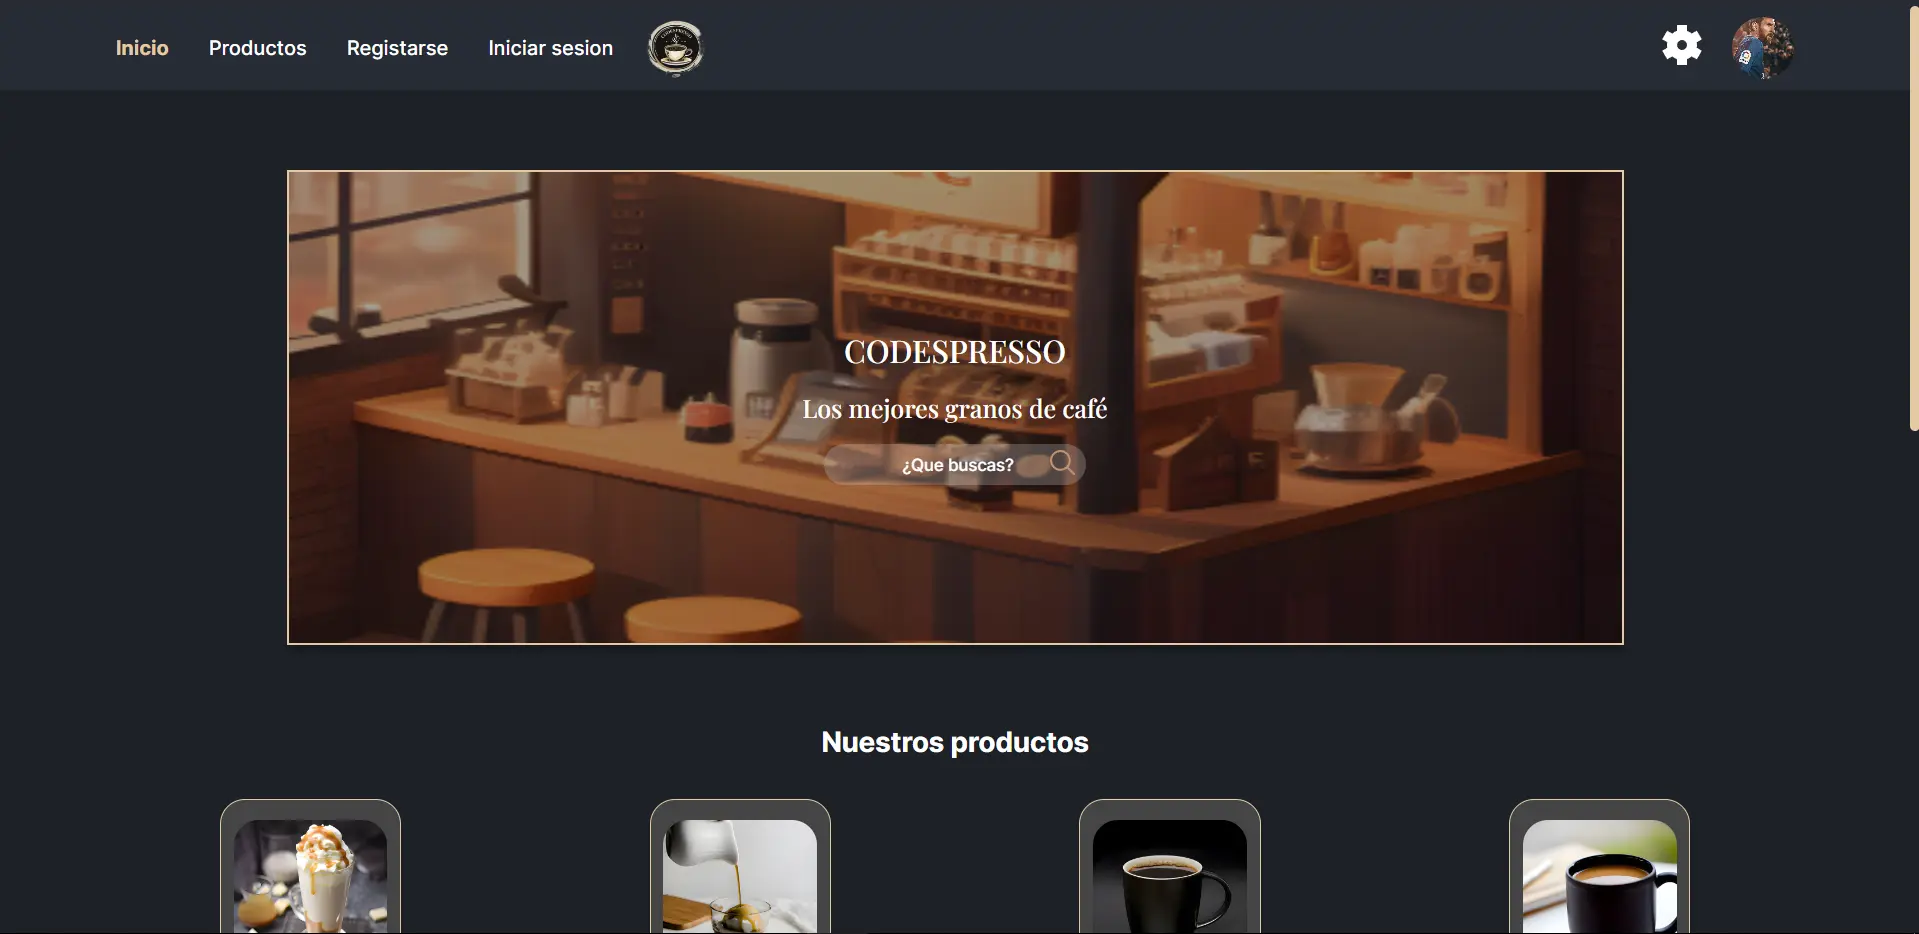 Inicio
Productos
Registarse
Iniciar sesion
CODESPRESSO
Los mejores granos de café
¿Que buscas?
Nuestros productos